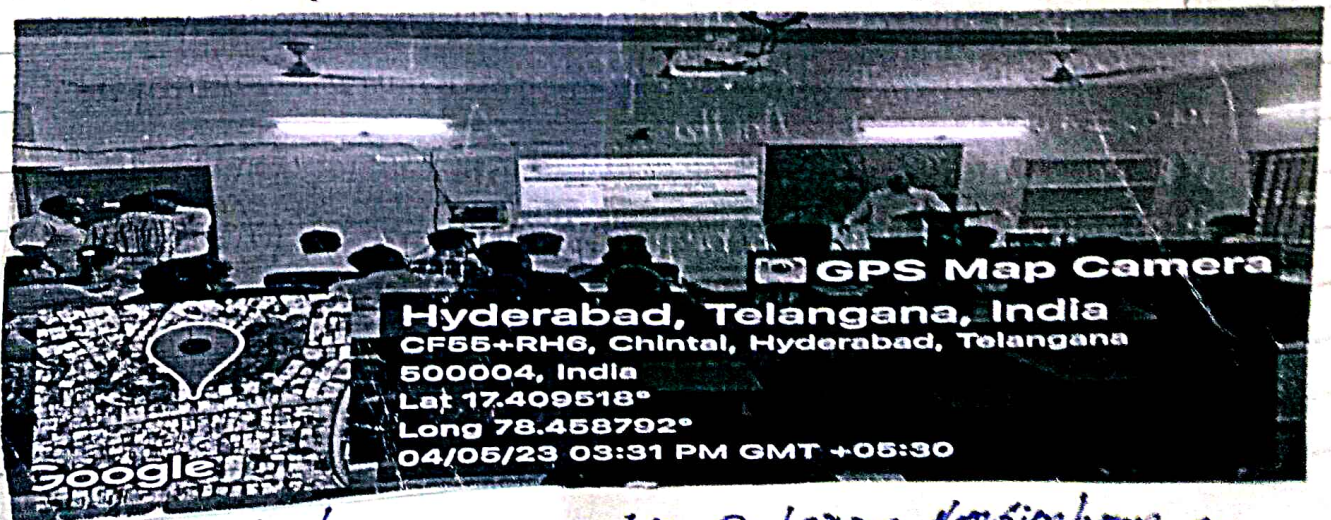 GPS Map Camera
Hyderabad, Telangana, India
CF55+RH6, Chintal, Hyderabad, Telangana
500004, India
Lat 17.409518°
Long 78.458792°
04/05/23 03:31 PM GMT +05:30
Google